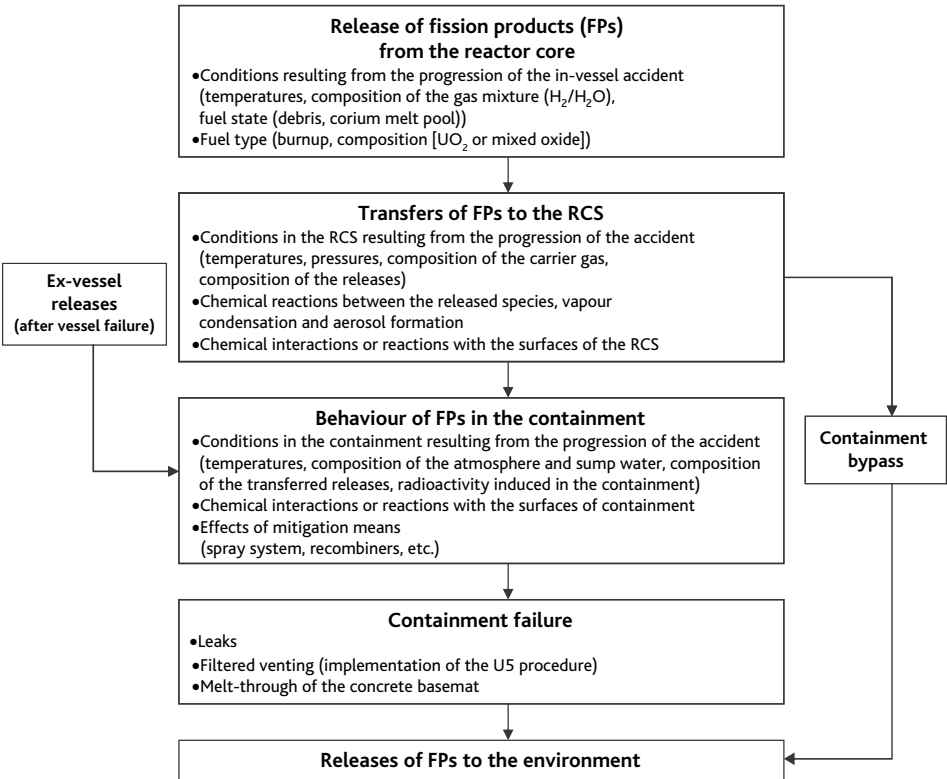 Release of fission products (FPs)
from the reactor core
•Conditions resulting from the progression of the in-vessel accident
(temperatures, composition of the gas mixture (H₂/H₂O),
fuel state (debris, corium melt pool))
•Fuel type (burnup, composition [UO₂ or mixed oxide])
Transfers of FPs to the RCS
•Conditions in the RCS resulting from the progression of the accident
(temperatures, pressures, composition of the carrier gas,
composition of the releases)
•Chemical reactions between the released species, vapour
condensation and aerosol formation
•Chemical interactions or reactions with the surfaces of the RCS
Ex-vessel
releases
(after vessel failure)
Behaviour of FPs in the containment
•Conditions in the containment resulting from the progression of the accident
(temperatures, composition of the atmosphere and sump water, composition
of the transferred releases, radioactivity induced in the containment)
•Chemical interactions or reactions with the surfaces of containment
•Effects of mitigation means
(spray system, recombiners, etc.)
Containment
bypass
Containment failure
•Leaks
•Filtered venting (implementation of the U5 procedure)
•Melt-through of the concrete basemat
Releases of FPs to the environment